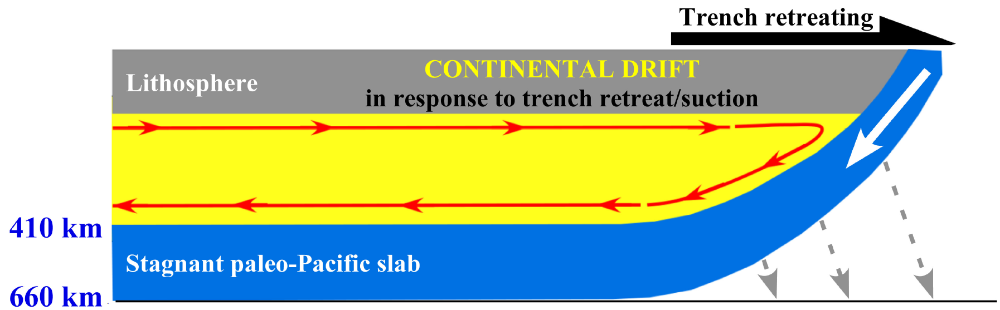 Trench retreating
CONTINENTAL DRIFT
Lithosphere
in response to trench retreat/suction
410 km
Stagnant paleo-Pacific slab
660 km